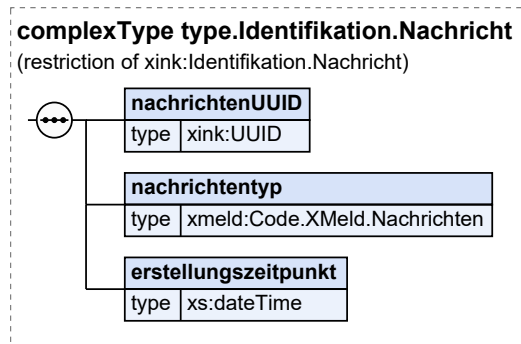 complexType type.Identifikation.Nachricht
(restriction of xink:Identifikation.Nachricht)
nachrichtenUUID
type xink:UUID
nachrichtentyp
type xmeld:Code.XMeld.Nachrichten
erstellungszeitpunkt
type xs:dateTime